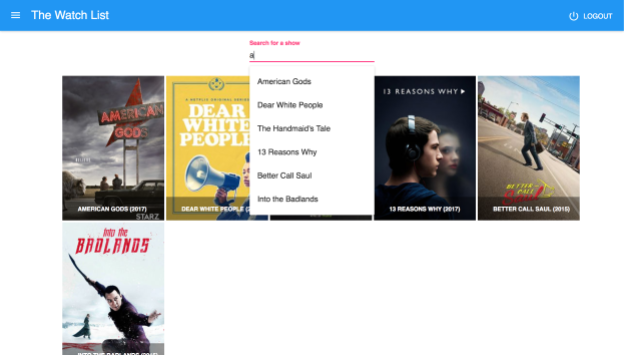 The Watch List
LOGOUT
Search for a show
a
American Gods
Dear White People
The Handmaid's Tale
13 Reasons Why
Better Call Saul
Into the Badlands
AMERICAN GODS
AMERICAN GODS (2017)
STARZ
A NETFLIX ORIGINAL SERIES
DEAR WHITE PEOPLE
DEAR WHITE PEOPLE (2
13 REASONS WHY
13 REASONS WHY (2017)
BETTER CALL Saul
BETTER CALL SAUL (2015)
into the
BADLANDS